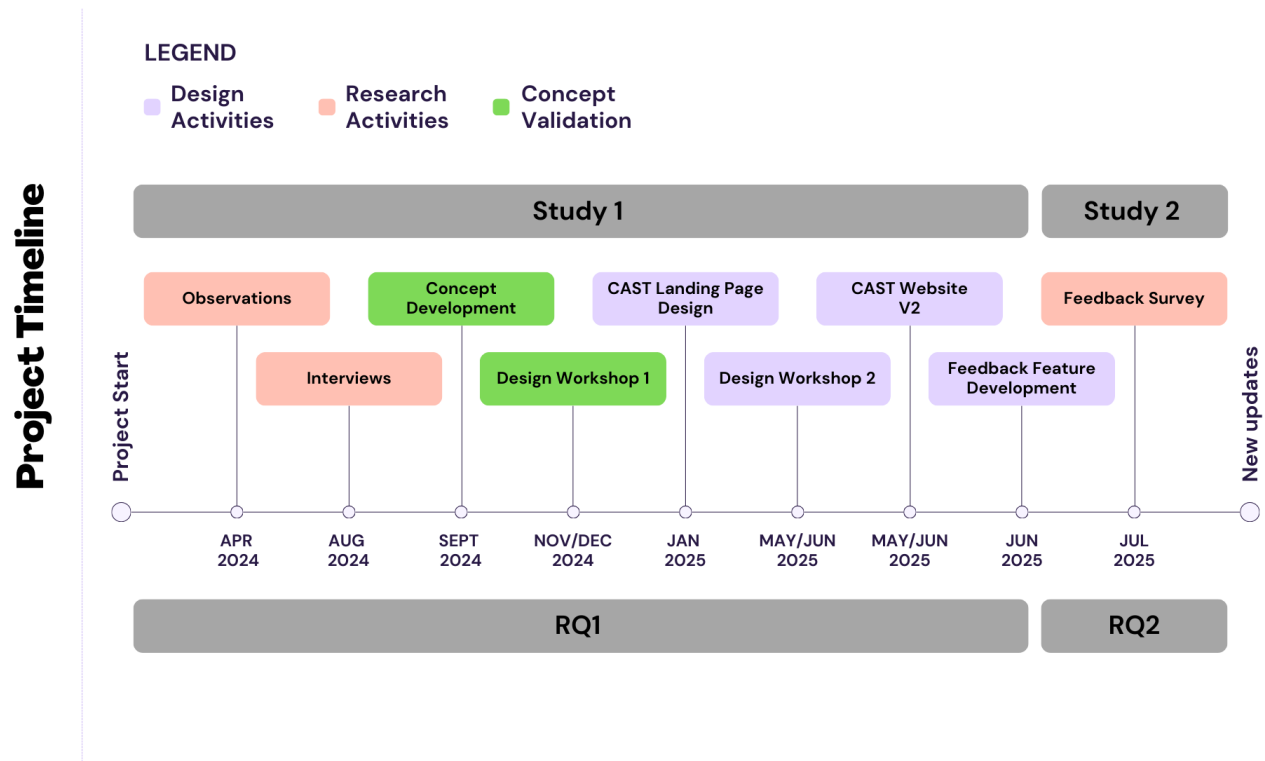 Project Timeline
LEGEND
Design
Activities
Research
Activities
Concept
Validation
Study 1
Study 2
Observations
Concept
Development
CAST Landing Page
Design
CAST Website
V2
Feedback Survey
Interviews
Design Workshop 1
Design Workshop 2
Feedback Feature
Development
Project Start
New updates
APR
2024
AUG
2024
SEPT
2024
NOV/DEC
2024
JAN
2025
MAY/JUN
2025
MAY/JUN
2025
JUN
2025
JUL
2025
RQ1
RQ2